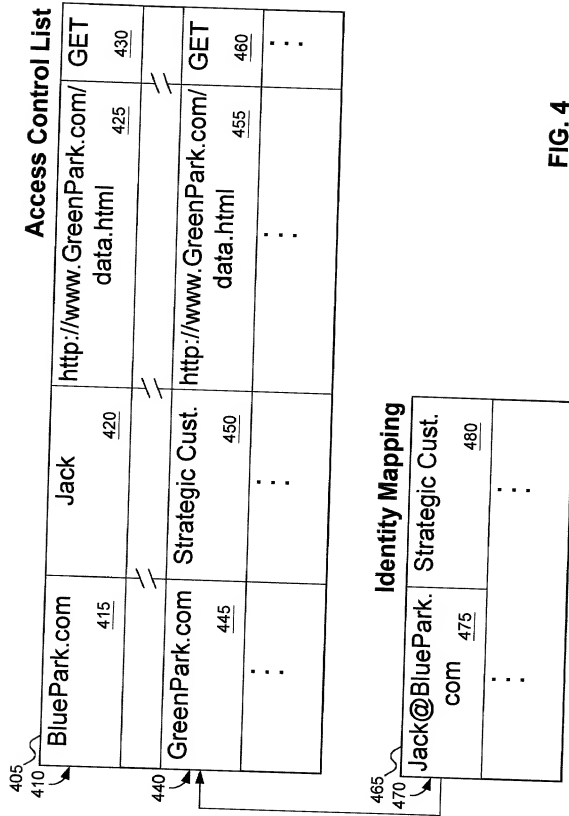 Access Control List
405
410
BluePark.com
415
Jack
420
http://www.GreenPark.com/
data.html
425
GET
430
440
GreenPark.com
445
Strategic Cust.
450
http://www.GreenPark.com/
data.html
455
GET
460
Identity Mapping
465
470
Jack@BluePark.
com
475
Strategic Cust.
480
FIG. 4